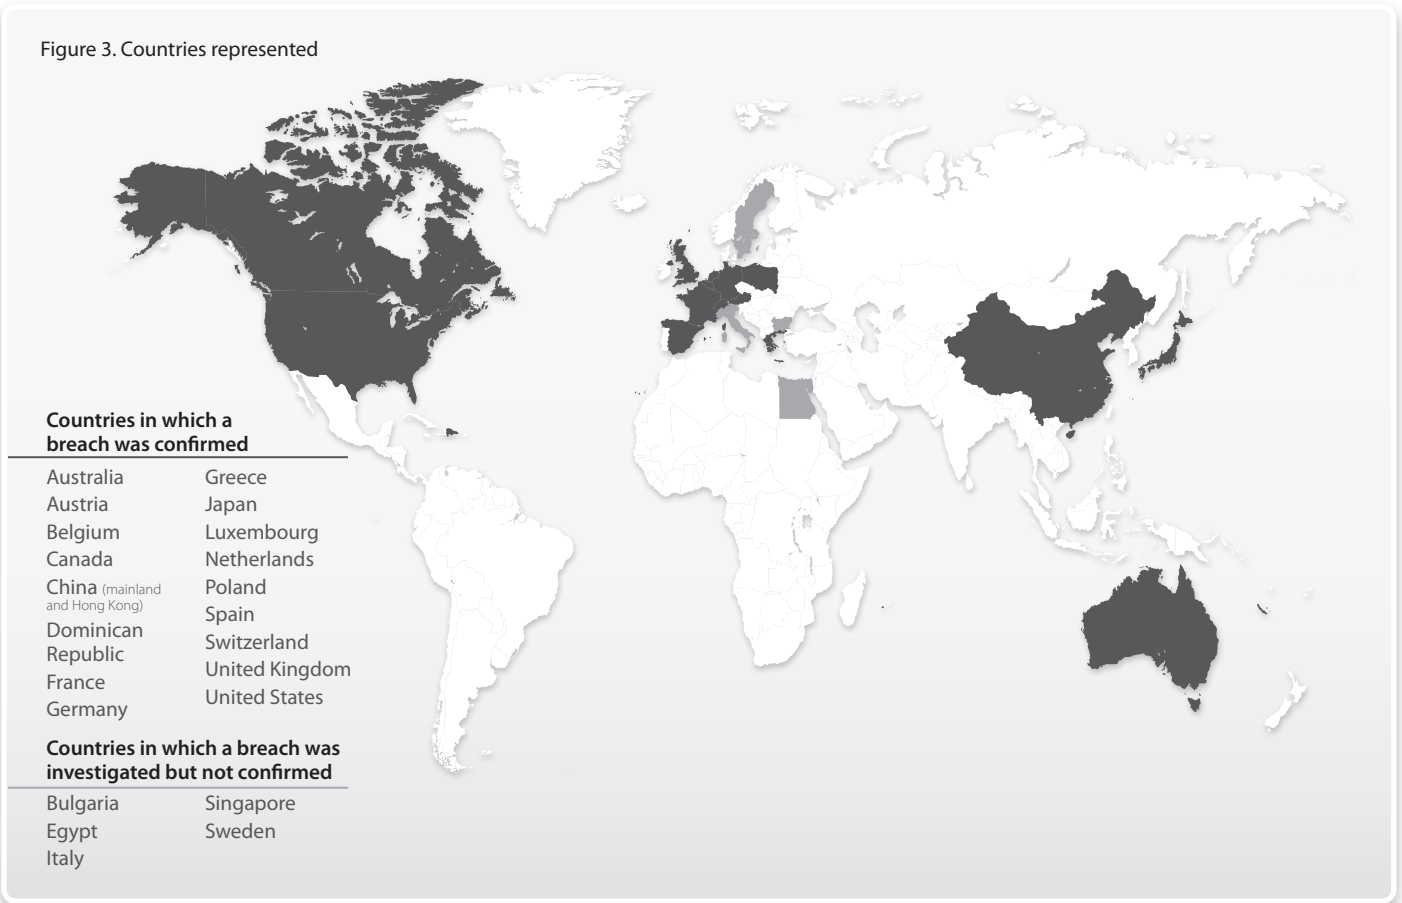 Figure 3. Countries represented
Countries in which a
breach was confirmed
Australia
Austria
Belgium
Canada
China (mainland
and Hong Kong)
Dominican
Republic
France
Germany
Greece
Japan
Luxembourg
Netherlands
Poland
Spain
Switzerland
United Kingdom
United States
Countries in which a breach was
investigated but not confirmed
Bulgaria
Egypt
Italy
Singapore
Sweden